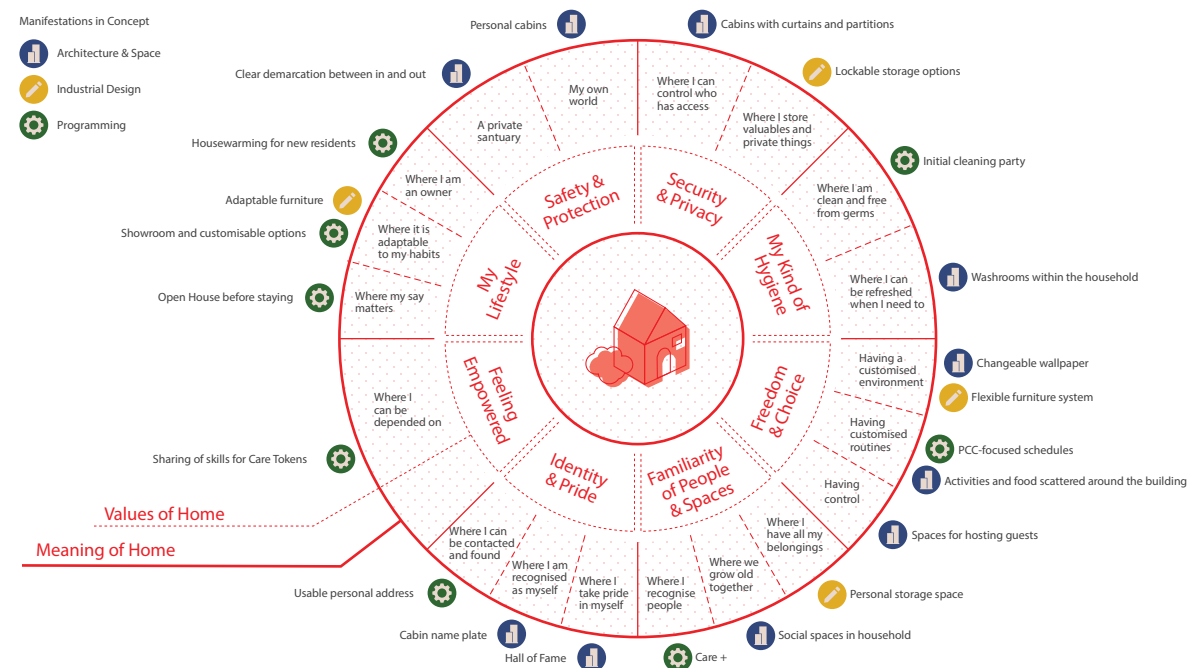 Manifestations in Concept
Architecture & Space
Industrial Design
Programming
Personal cabins
Cabins with curtains and partitions
Clear demarcation between in and out
Lockable storage options
Housewarming for new residents
Initial cleaning party
Adaptable furniture
Showroom and customisable options
Open House before staying
Washrooms within the household
Changeable wallpaper
Flexible furniture system
PCC-focused schedules
Activities and food scattered around the building
Spaces for hosting guests
Personal storage space
Social spaces in household
Care +
Hall of Fame
Cabin name plate
Usable personal address
Sharing of skills for Care Tokens
Values of Home
Meaning of Home
My own
world
A private
santuary
Where I can
control who
has access
Where I store
valuables and
private things
Where I am
clean and free
from germs
Where I can
be refreshed
when I need to
Having a
customised
environment
Having
customised
routines
Having
control
Where I
have all my
belongings
Where we
grow old
together
Where I
recognise
people
Where I
take pride
in myself
Where I am
recognised
as myself
Where I can
be contacted
and found
Where I
can be
depended on
Where my say
matters
Where it is
adaptable
to my habits
Where I am
an owner
Safety &
Protection
Security
& Privacy
My Kind of
Hygiene
Freedom
& Choice
Familiarity
of People
& Spaces
Identity
& Pride
Feeling
Empowered
My
Lifestyle